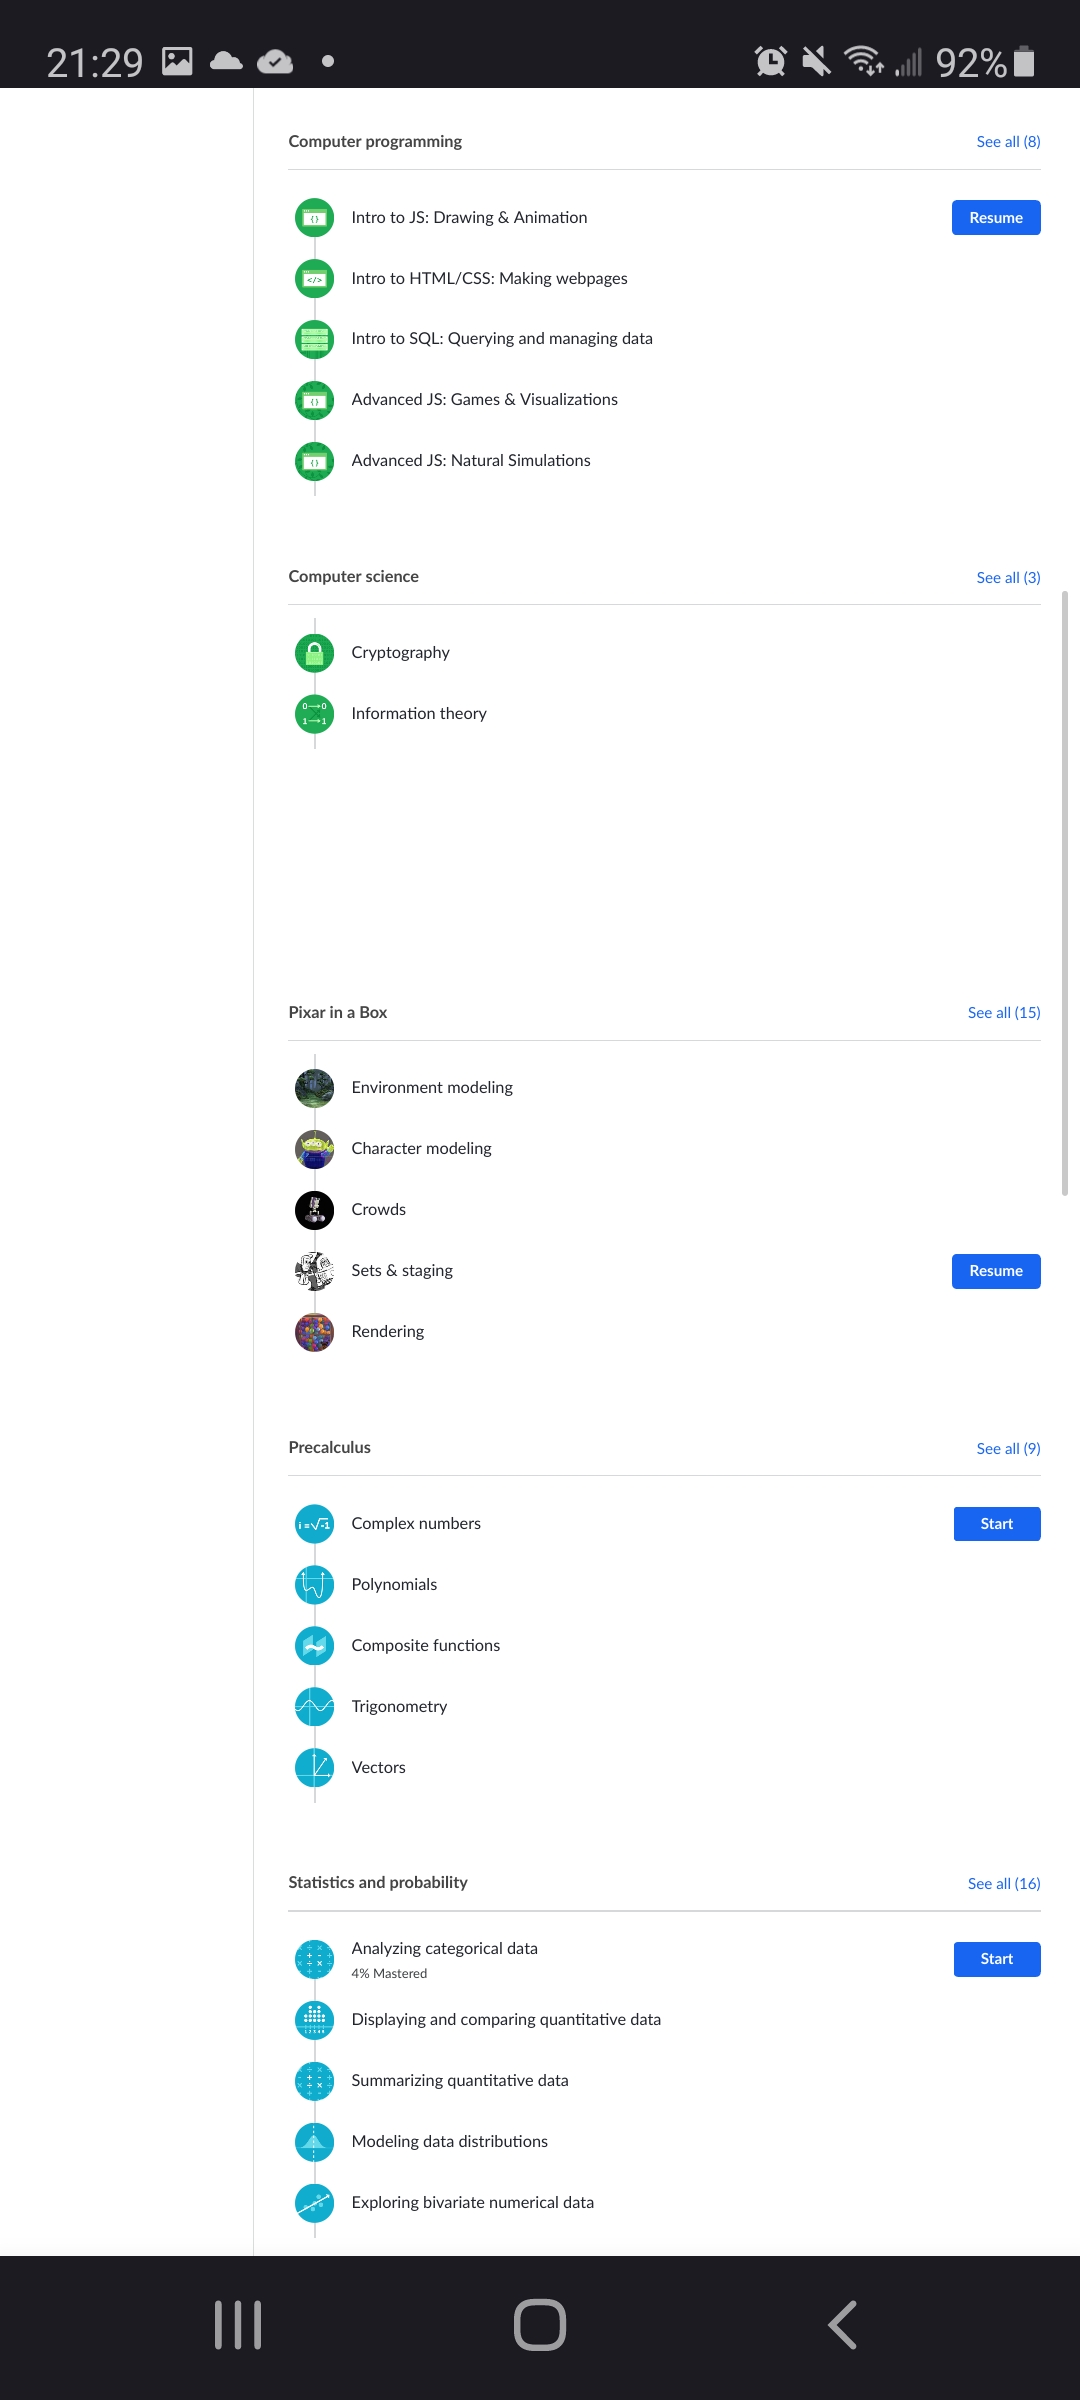 21:29
92%
Computer programming See all (8)
Intro to JS: Drawing & Animation Resume
Intro to HTML/CSS: Making webpages
Intro to SQL: Querying and managing data
Advanced JS: Games & Visualizations
Advanced JS: Natural Simulations
Computer science See all (3)
Cryptography
Information theory
Pixar in a Box See all (15)
Environment modeling
Character modeling
Crowds
Sets & staging Resume
Rendering
Precalculus See all (9)
Complex numbers Start
Polynomials
Composite functions
Trigonometry
Vectors
Statistics and probability See all (16)
Analyzing categorical data Start
4% Mastered
Displaying and comparing quantitative data
Summarizing quantitative data
Modeling data distributions
Exploring bivariate numerical data